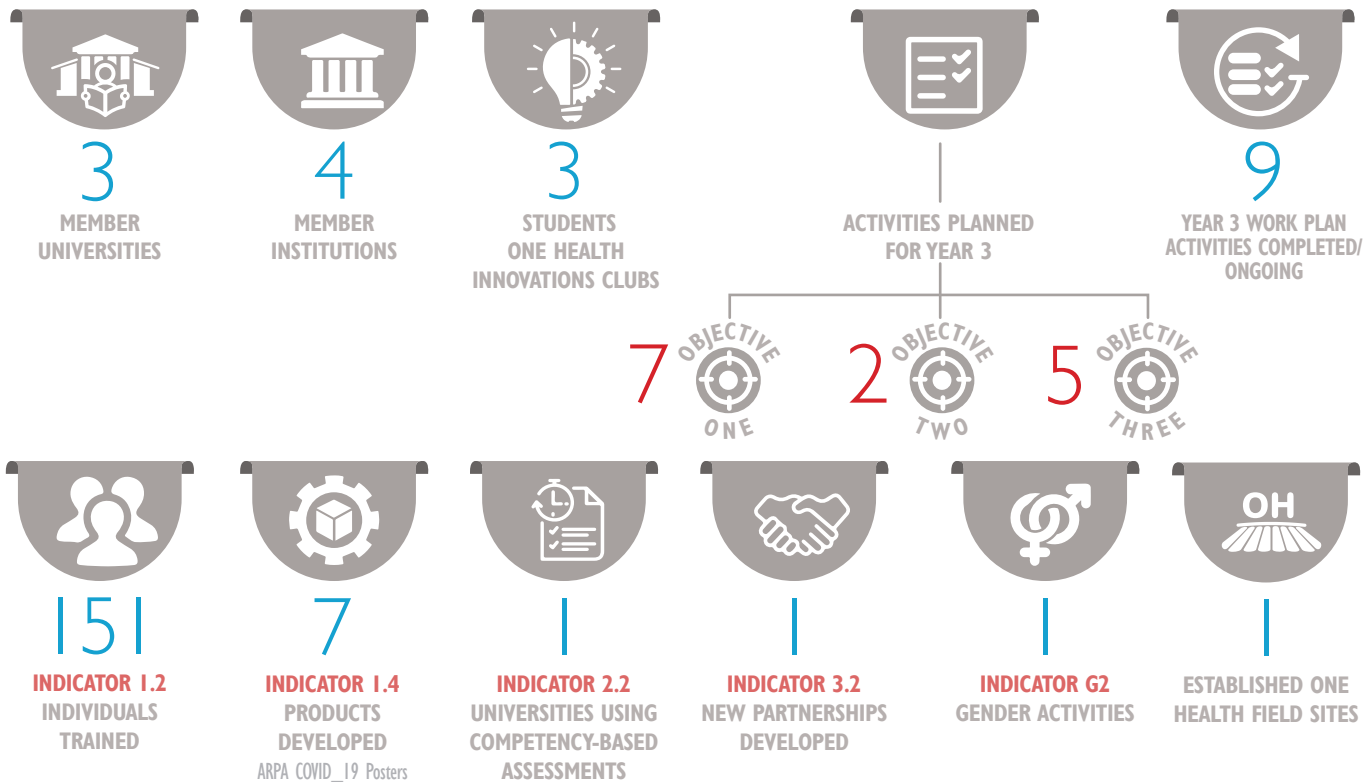 3
MEMBER
UNIVERSITIES
4
MEMBER
INSTITUTIONS
3
STUDENTS
ONE HEALTH
INNOVATIONS CLUBS
ACTIVITIES PLANNED
FOR YEAR 3
7
OBJECTIVE
ONE
2
OBJECTIVE
TWO
5
OBJECTIVE
THREE
9
YEAR 3 WORK PLAN
ACTIVITIES COMPLETED/
ONGOING
151
INDICATOR 1.2
INDIVIDUALS
TRAINED
7
INDICATOR 1.4
PRODUCTS
DEVELOPED
ARPA COVID_19 Posters
1
INDICATOR 2.2
UNIVERSITIES USING
COMPETENCY-BASED
ASSESSMENTS
1
INDICATOR 3.2
NEW PARTNERSHIPS
DEVELOPED
1
INDICATOR G2
GENDER ACTIVITIES
OH
1
ESTABLISHED ONE
HEALTH FIELD SITES